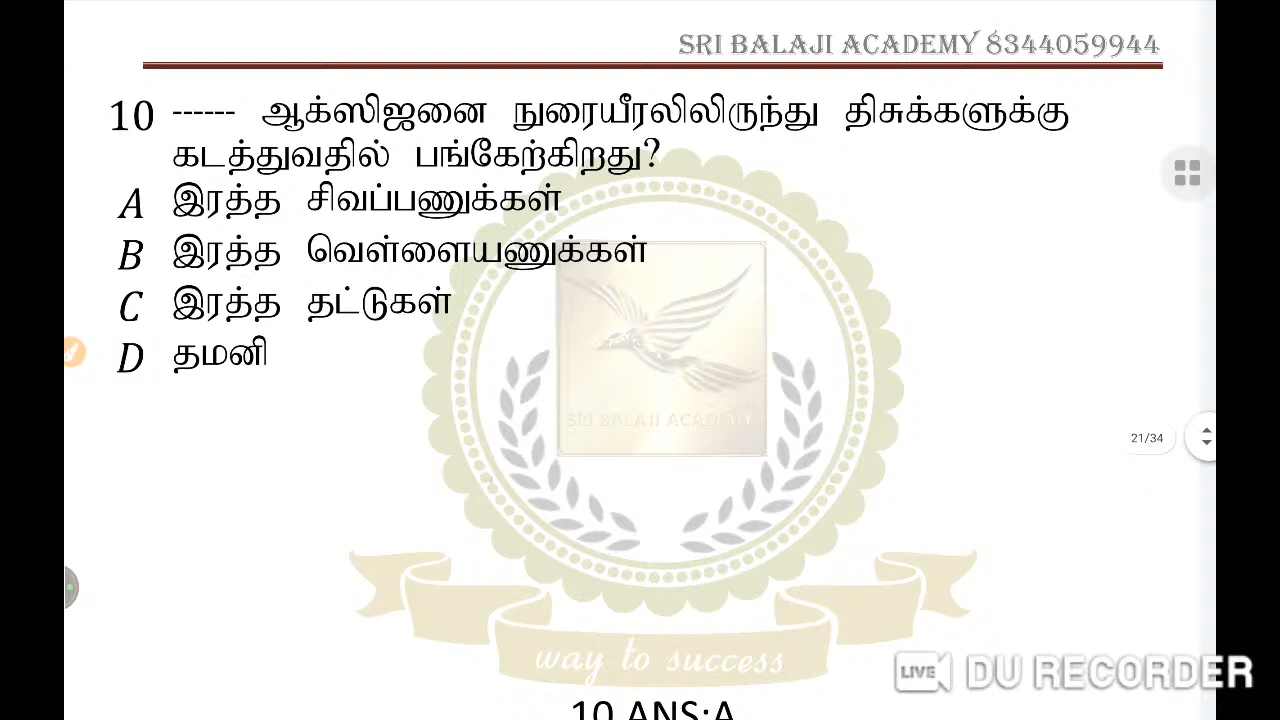 SRI BALAJI ACADEMY 8344059944
10 ------ ஆக்ஸிஜனை நுரையீரலிலிருந்து திசுக்களுக்கு
கடத்துவதில் பங்கேற்கிறது?
A இரத்த சிவப்பணுக்கள்
B இரத்த வெள்ளையணுக்கள்
C இரத்த தட்டுகள்
D தமனி
SRI BALAJI ACADEMY
21/34
way to success
LIVE DU RECORDER
10 ANS:A